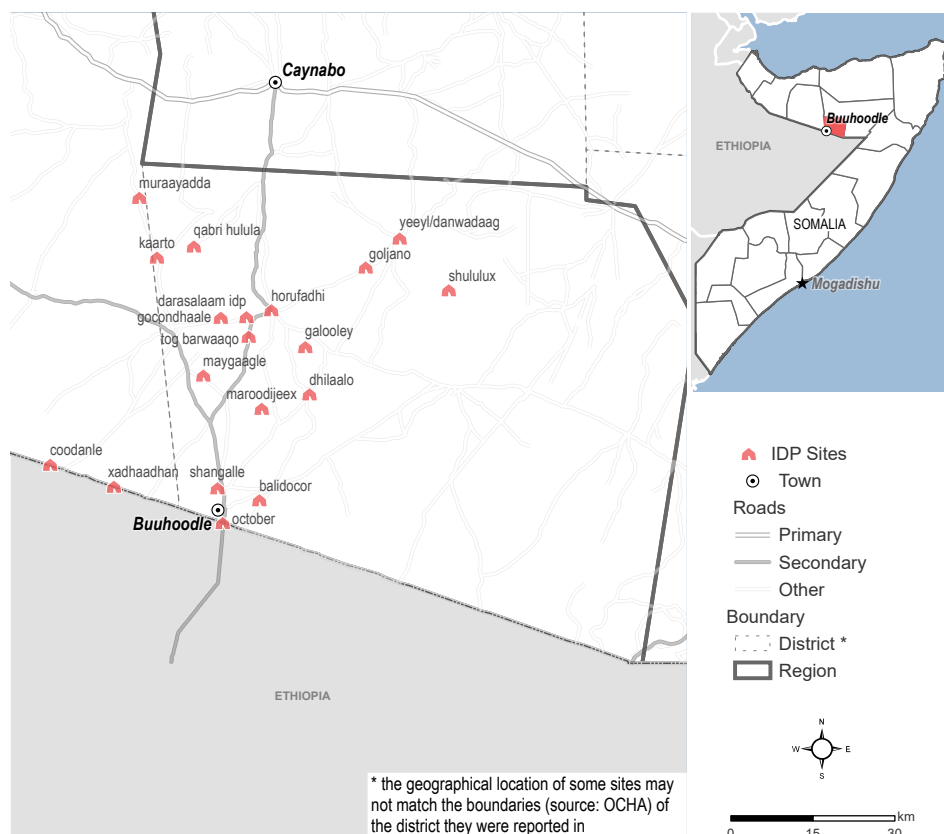 Caynabo
muraayadda
yeeyl/danwadaag
qabri hulula
kaarto
goljano
shululux
darasalaam idp
horufadhi
gocondhaale
tog barwaaqo
galooley
maygaagle
dhilaalo
maroodijeex
coodanle
xadhaadhan
shangalle
balidocor
Buuhoodle
october
ETHIOPIA
* the geographical location of some sites may
not match the boundaries (source: OCHA) of
the district they were reported in
Buuhoodle
ETHIOPIA
SOMALIA
Mogadishu
IDP Sites
Town
Roads
Primary
Secondary
Other
Boundary
District *
Region
N
W E
S
km
0 15 30